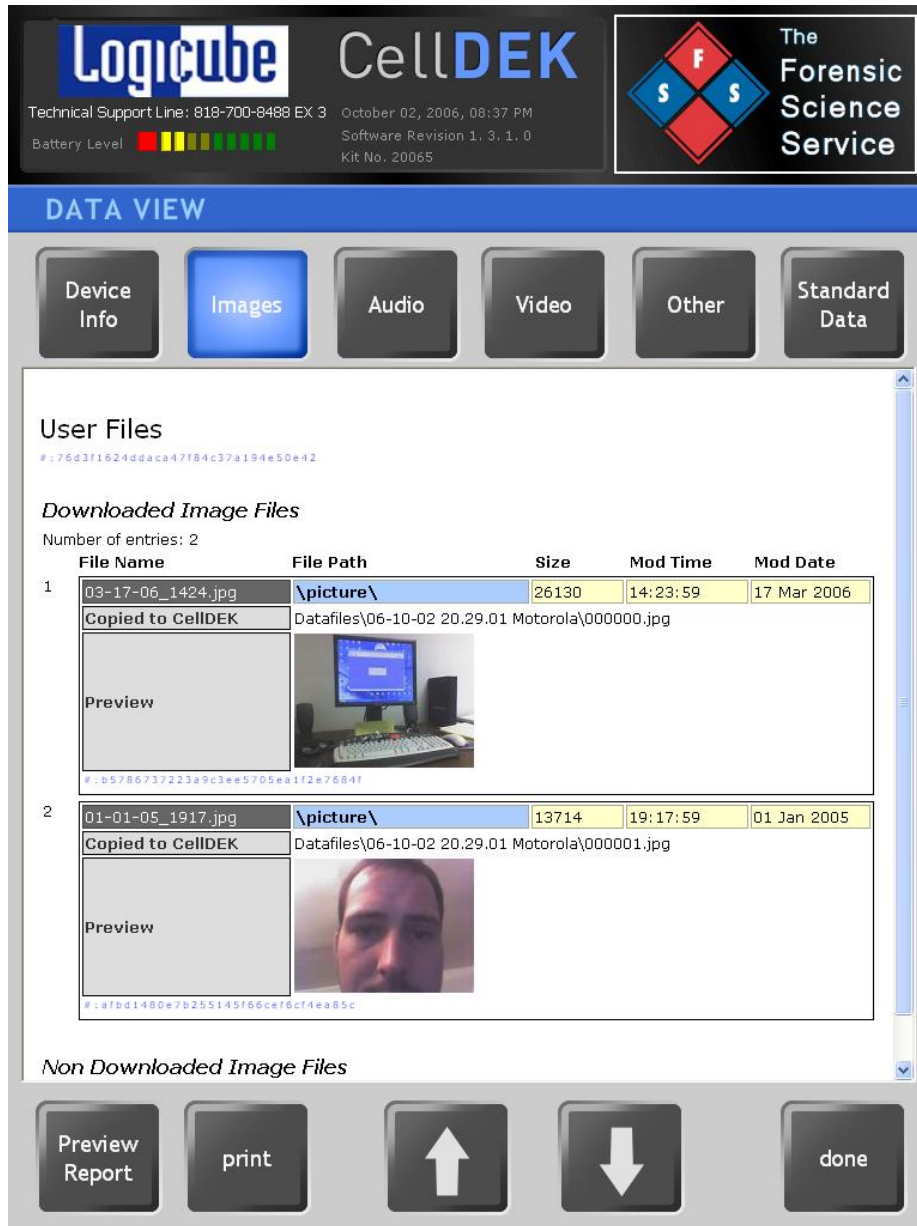 Logicube
CellDEK
The
Forensic
Science
Service
F
S S
Technical Support Line: 818-700-8488 EX 3
Battery Level
October 02, 2006, 08:37 PM
Software Revision 1. 3. 1. 0
Kit No. 20065
DATA VIEW
Device
Info
Images
Audio
Video
Other
Standard
Data
User Files
#:76d3f1624ddaca47f84c37a194e50e42
Downloaded Image Files
Number of entries: 2
File Name File Path Size Mod Time Mod Date
1 03-17-06_1424.jpg \picture\ 26130 14:23:59 17 Mar 2006
Copied to CellDEK Datafiles\06-10-02 20.29.01 Motorola\000000.jpg
Preview
#:b5786737223a9c3ee5705ea1f2e7684f
2 01-01-05_1917.jpg \picture\ 13714 19:17:59 01 Jan 2005
Copied to CellDEK Datafiles\06-10-02 20.29.01 Motorola\000001.jpg
Preview
#:afbd1480e7b255145f66cef6cf4ea85c
Non Downloaded Image Files
Preview
Report
print
done